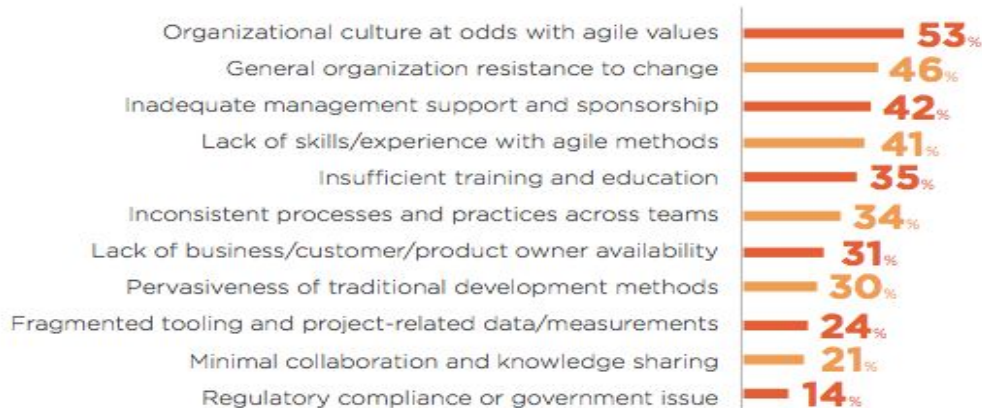 Organizational culture at odds with agile values 53%
General organization resistance to change 46%
Inadequate management support and sponsorship 42%
Lack of skills/experience with agile methods 41%
Insufficient training and education 35%
Inconsistent processes and practices across teams 34%
Lack of business/customer/product owner availability 31%
Pervasiveness of traditional development methods 30%
Fragmented tooling and project-related data/measurements 24%
Minimal collaboration and knowledge sharing 21%
Regulatory compliance or government issue 14%